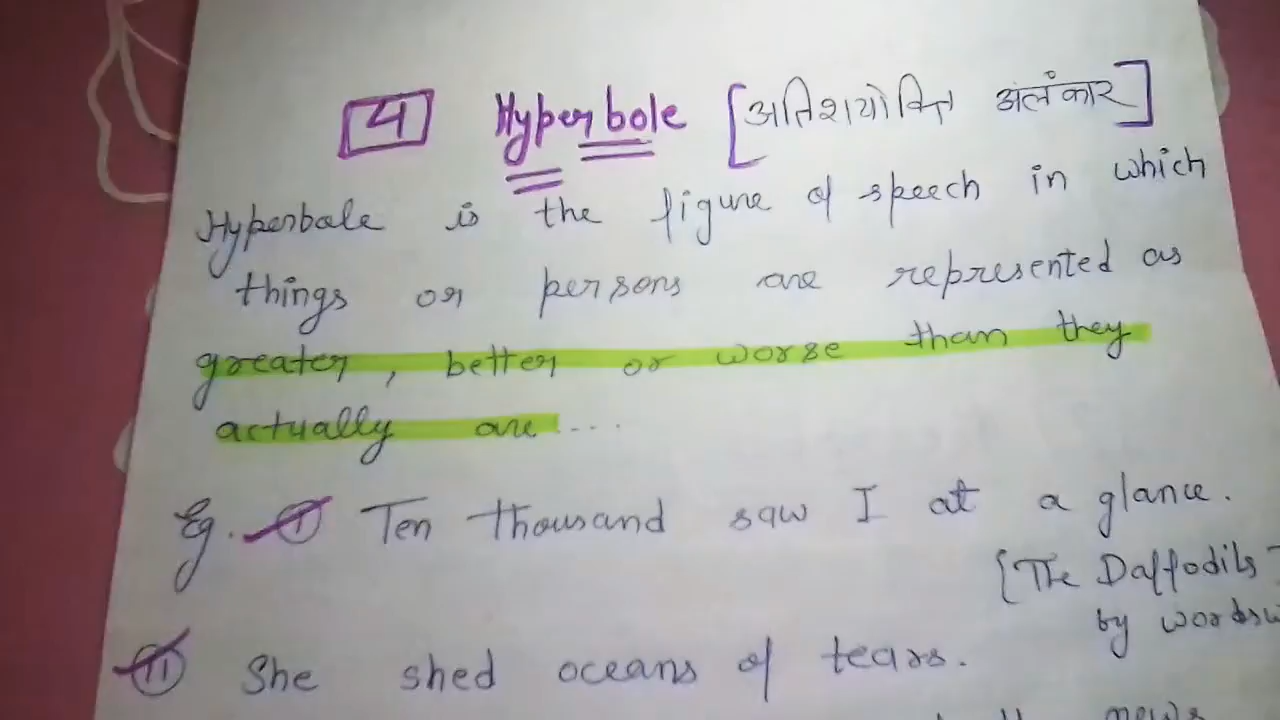 4 Hyperbole [अतिशयोक्ति अलंकार]
Hyperbale is the figure of speech in which
things or persons are represented as
greater, better or worse than they
actually are....
Eg. (I) Ten thousand saw I at a glance.
[The Daffodils
by
(II) She shed oceans of tears.
news